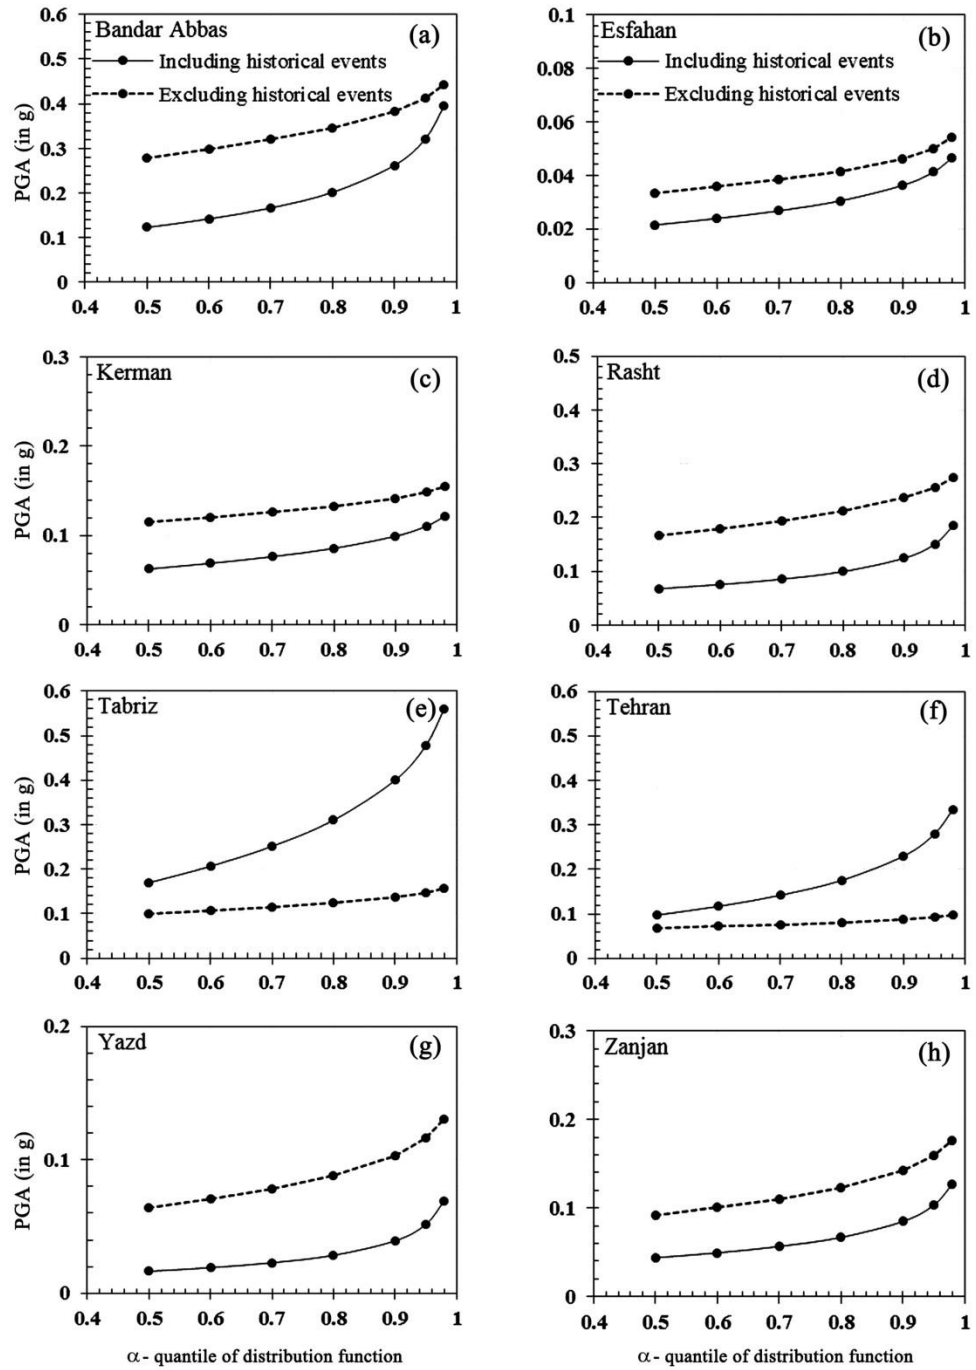 Bandar Abbas (a)
Including historical events
Excluding historical events
PGA (in g)
0.6
0.5
0.4
0.3
0.2
0.1
0
0.4 0.5 0.6 0.7 0.8 0.9 1
Esfahan (b)
Including historical events
Excluding historical events
0.1
0.08
0.06
0.04
0.02
0
0.4 0.5 0.6 0.7 0.8 0.9 1
Kerman (c)
PGA (in g)
0.3
0.2
0.1
0
0.4 0.5 0.6 0.7 0.8 0.9 1
Rasht (d)
0.5
0.4
0.3
0.2
0.1
0
0.4 0.5 0.6 0.7 0.8 0.9 1
Tabriz (e)
PGA (in g)
0.6
0.5
0.4
0.3
0.2
0.1
0
0.4 0.5 0.6 0.7 0.8 0.9 1
Tehran (f)
0.6
0.5
0.4
0.3
0.2
0.1
0
0.4 0.5 0.6 0.7 0.8 0.9 1
Yazd (g)
PGA (in g)
0.2
0.1
0
0.4 0.5 0.6 0.7 0.8 0.9 1
α- quantile of distribution function
Zanjan (h)
0.3
0.2
0.1
0
0.4 0.5 0.6 0.7 0.8 0.9 1
α- quantile of distribution function